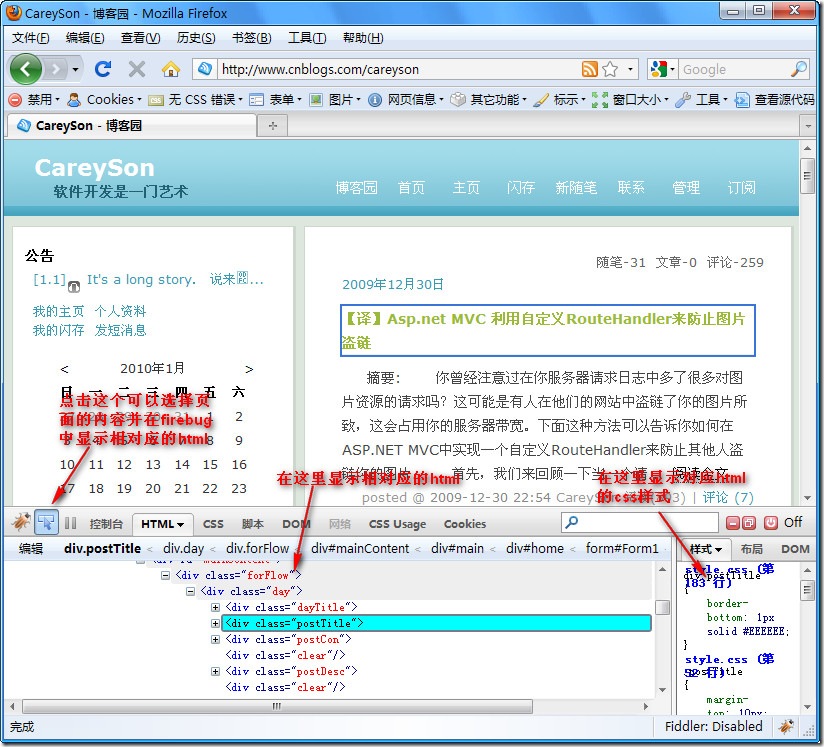 CareySon - 博客园 - Mozilla Firefox
文件(F) 编辑(E) 查看(V) 历史(S) 书签(B) 工具(T) 帮助(H)
http://www.cnblogs.com/careyson
Google
禁用 Cookies 无 CSS 错误 表单 图片 网页信息 其它功能 标示 窗口大小 工具 查看源代码
CareySon - 博客园
CareySon
软件开发是一门艺术
博客园 首页 主页 闪存 新随笔 联系 管理 订阅
公告
[1.1] It's a long story. 说来...
我的主页 个人资料
我的闪存 发短消息
< 2010年1月 >
日 一 二 三 四 五 六
1 2
8 9
10 11 12 13 14 15 16
17 18 19 20 21 22 23
点击这个可以选择页
面的内容并在firebug
中显示相对应的html
随笔-31 文章-0 评论-259
2009年12月30日
【译】Asp.net MVC 利用自定义RouteHandler来防止图片
盗链
摘要: 你曾经注意过在你服务器请求日志中多了很多对图
片资源的请求吗？这可能是有人在他们的网站中盗链了你的图片所
致，这会占用你的服务器带宽。下面这种方法可以告诉你如何在
ASP.NET MVC中实现一个自定义RouteHandler来防止其他人盗
链你的图片. 首先，我们来回顾一下当一个请 阅读全文
posted @ 2009-12-30 22:54 CareySon | 评论 (7)
在这里显示相对应的html
在这里显示对应html
的css样式
控制台 HTML CSS 脚本 DOM 网络 CSS Usage Cookies
Off
编辑 div.postTitle < div.day < div.forFlow < div#mainContent < div#main < div#home < form#Form1
样式 布局 DOM
<div id="mainContent">
<div class="forFlow">
<div class="day">
<div class="dayTitle">
<div class="postTitle">
<div class="postCon">
<div class="clear"/>
<div class="postDesc">
<div class="clear"/>
style.css (第
183 行)
div.postTitle
{
border-
bottom: 1px
solid #EEEEEE;
}
style.css (第
52 行)
.postTitle
{
margin-
top: 10px;
完成
Fiddler: Disabled